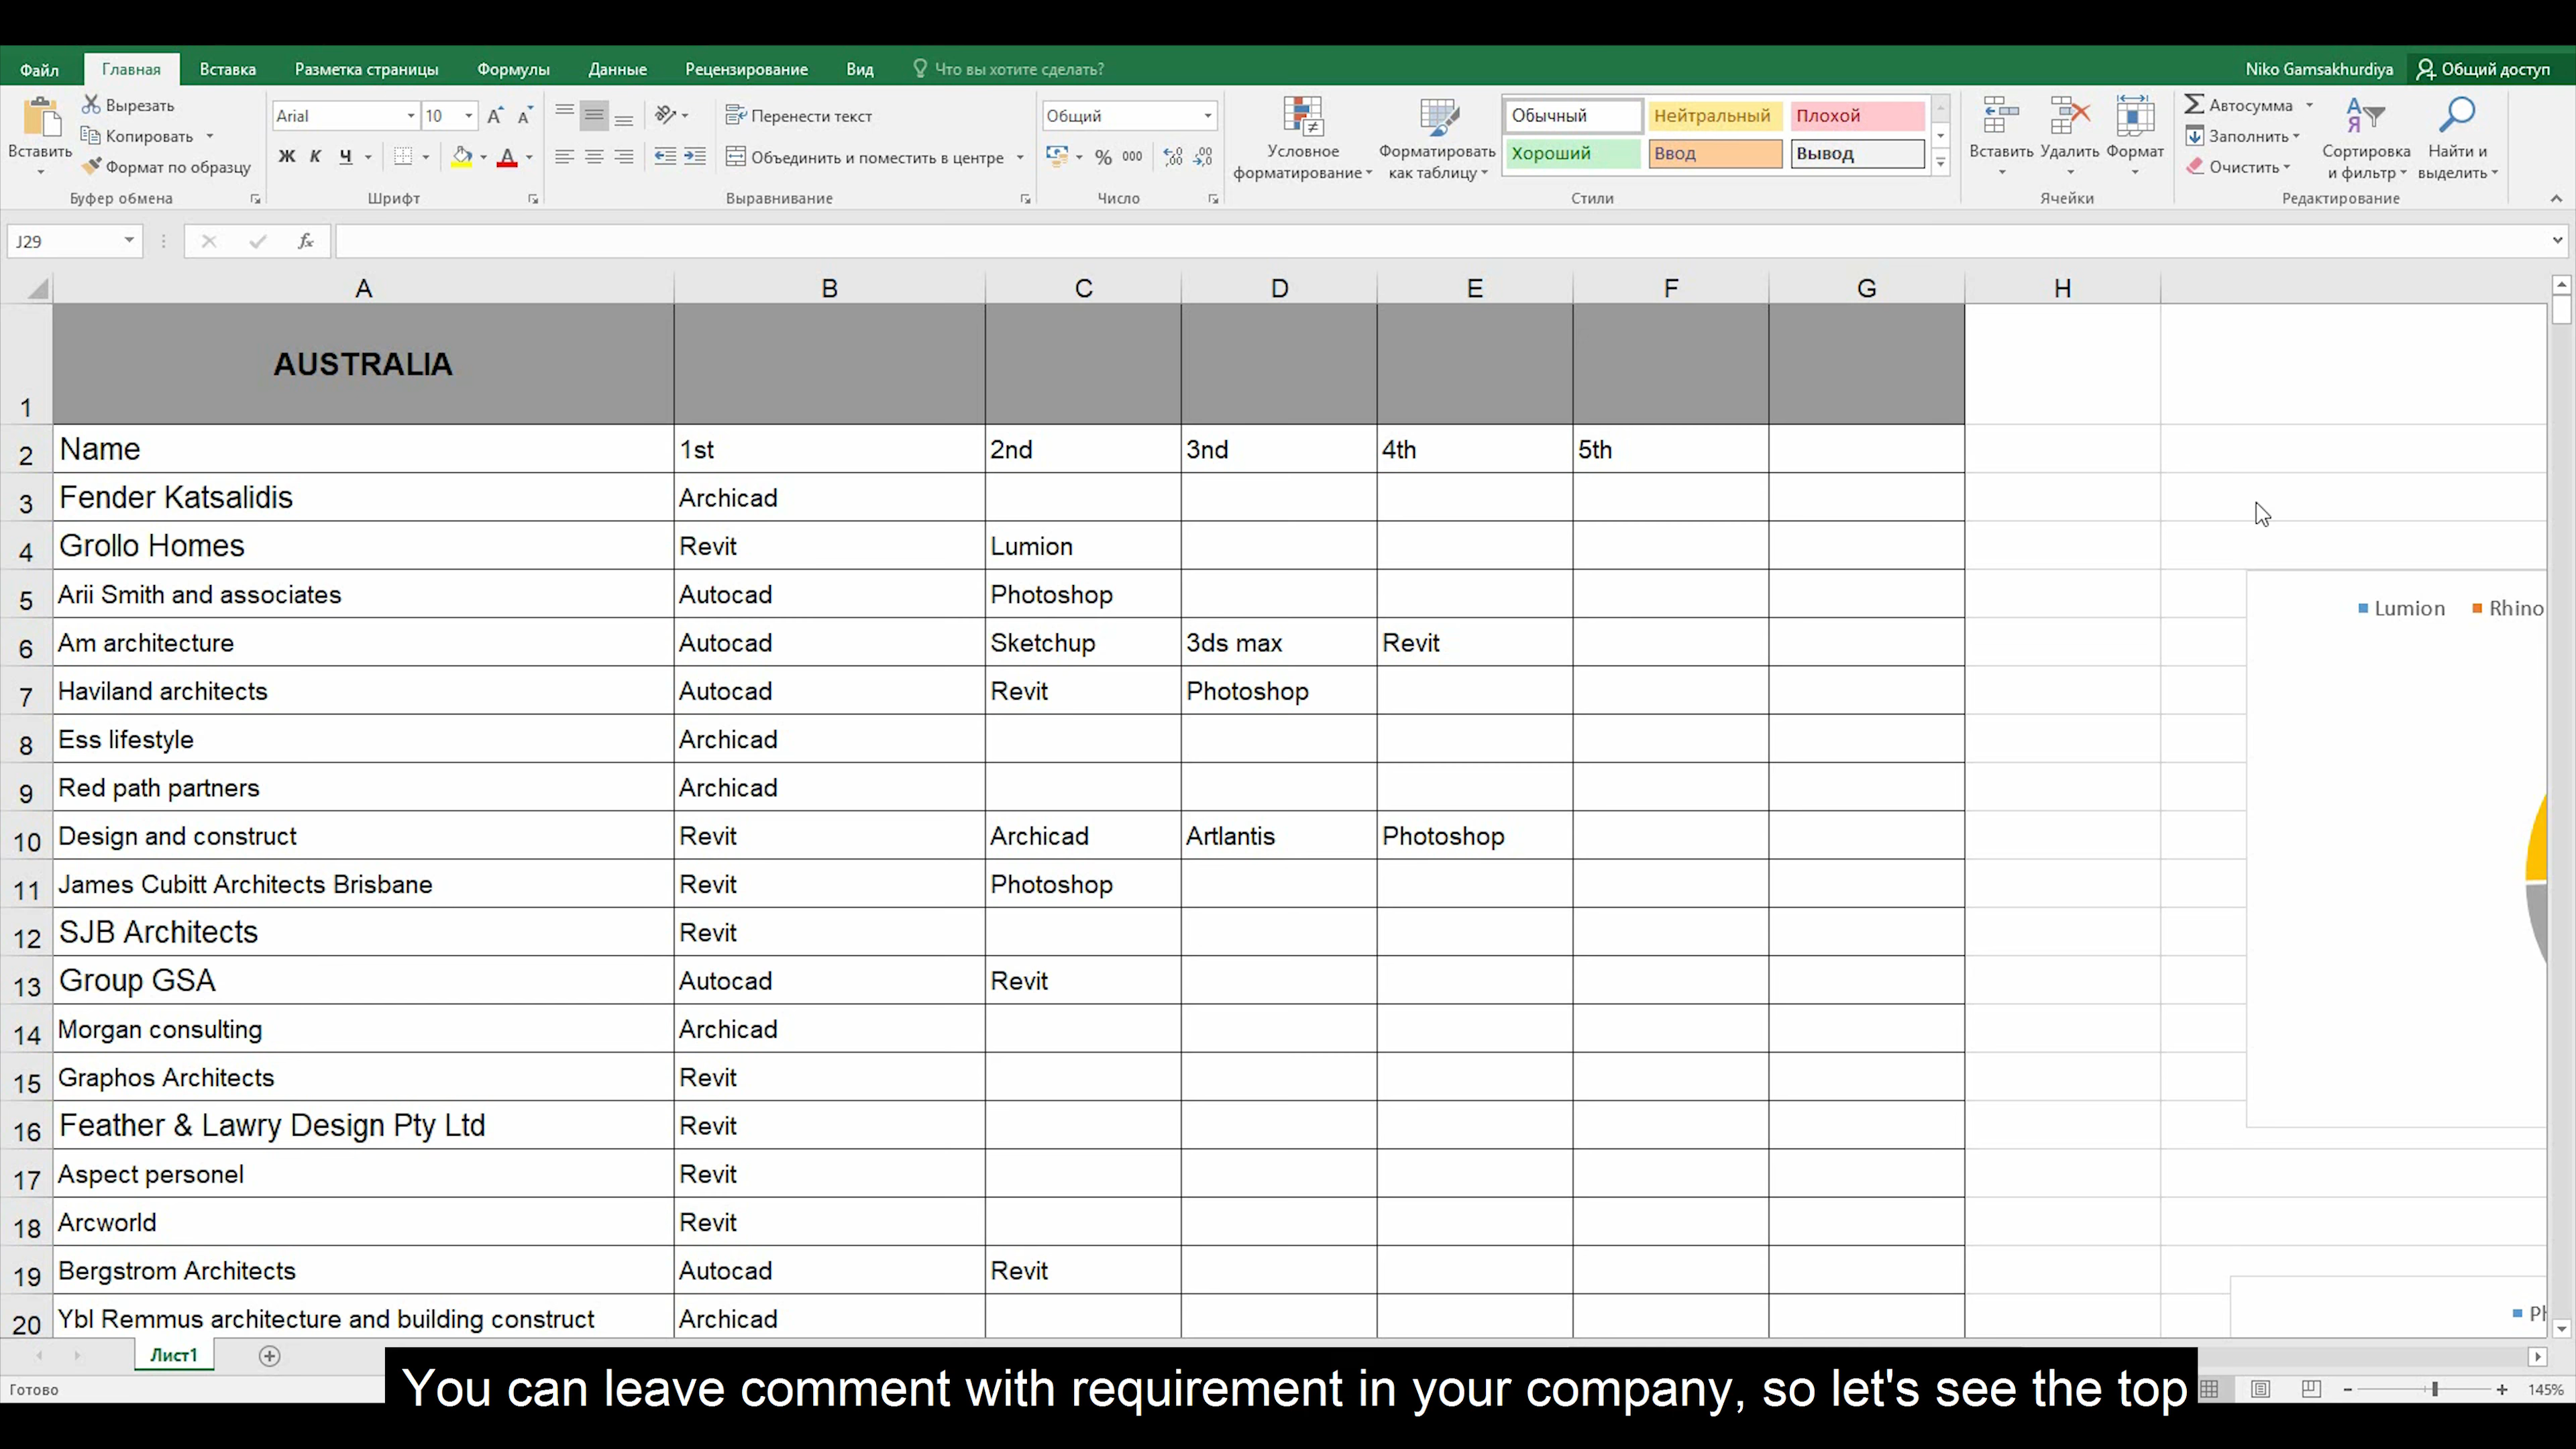 Файл Главная Вставка Разметка страницы Формулы Данные Рецензирование Вид Что вы хотите сделать? Niko Gamsakhurdiya Общий доступ
Вставить Вырезать
Копировать
Формат по образцу
Буфер обмена
Arial 10
Ж К Ч А
Шрифт
Перенести текст
Объединить и поместить в центре
Выравнивание
Общий
% 000
Число
Условное форматирование
Форматировать как таблицу
Обычный Нейтральный Плохой
Хороший Ввод Вывод
Стили
Вставить Удалить Формат
Ячейки
Автосумма
Заполнить
Очистить
Сортировка и фильтр
Найти и выделить
Редактирование
J29 fx
A B C D E F G H
1 AUSTRALIA
2 Name 1st 2nd 3nd 4th 5th
3 Fender Katsalidis Archicad
4 Grollo Homes Revit Lumion
5 Arii Smith and associates Autocad Photoshop
6 Am architecture Autocad Sketchup 3ds max Revit
7 Haviland architects Autocad Revit Photoshop
8 Ess lifestyle Archicad
9 Red path partners Archicad
10 Design and construct Revit Archicad Artlantis Photoshop
11 James Cubitt Architects Brisbane Revit Photoshop
12 SJB Architects Revit
13 Group GSA Autocad Revit
14 Morgan consulting Archicad
15 Graphos Architects Revit
16 Feather & Lawry Design Pty Ltd Revit
17 Aspect personel Revit
18 Arcworld Revit
19 Bergstrom Architects Autocad Revit
20 Ybl Remmus architecture and building construct Archicad
Lumion Rhino
Лист1
Готово
145%
You can leave comment with requirement in your company, so let's see the top